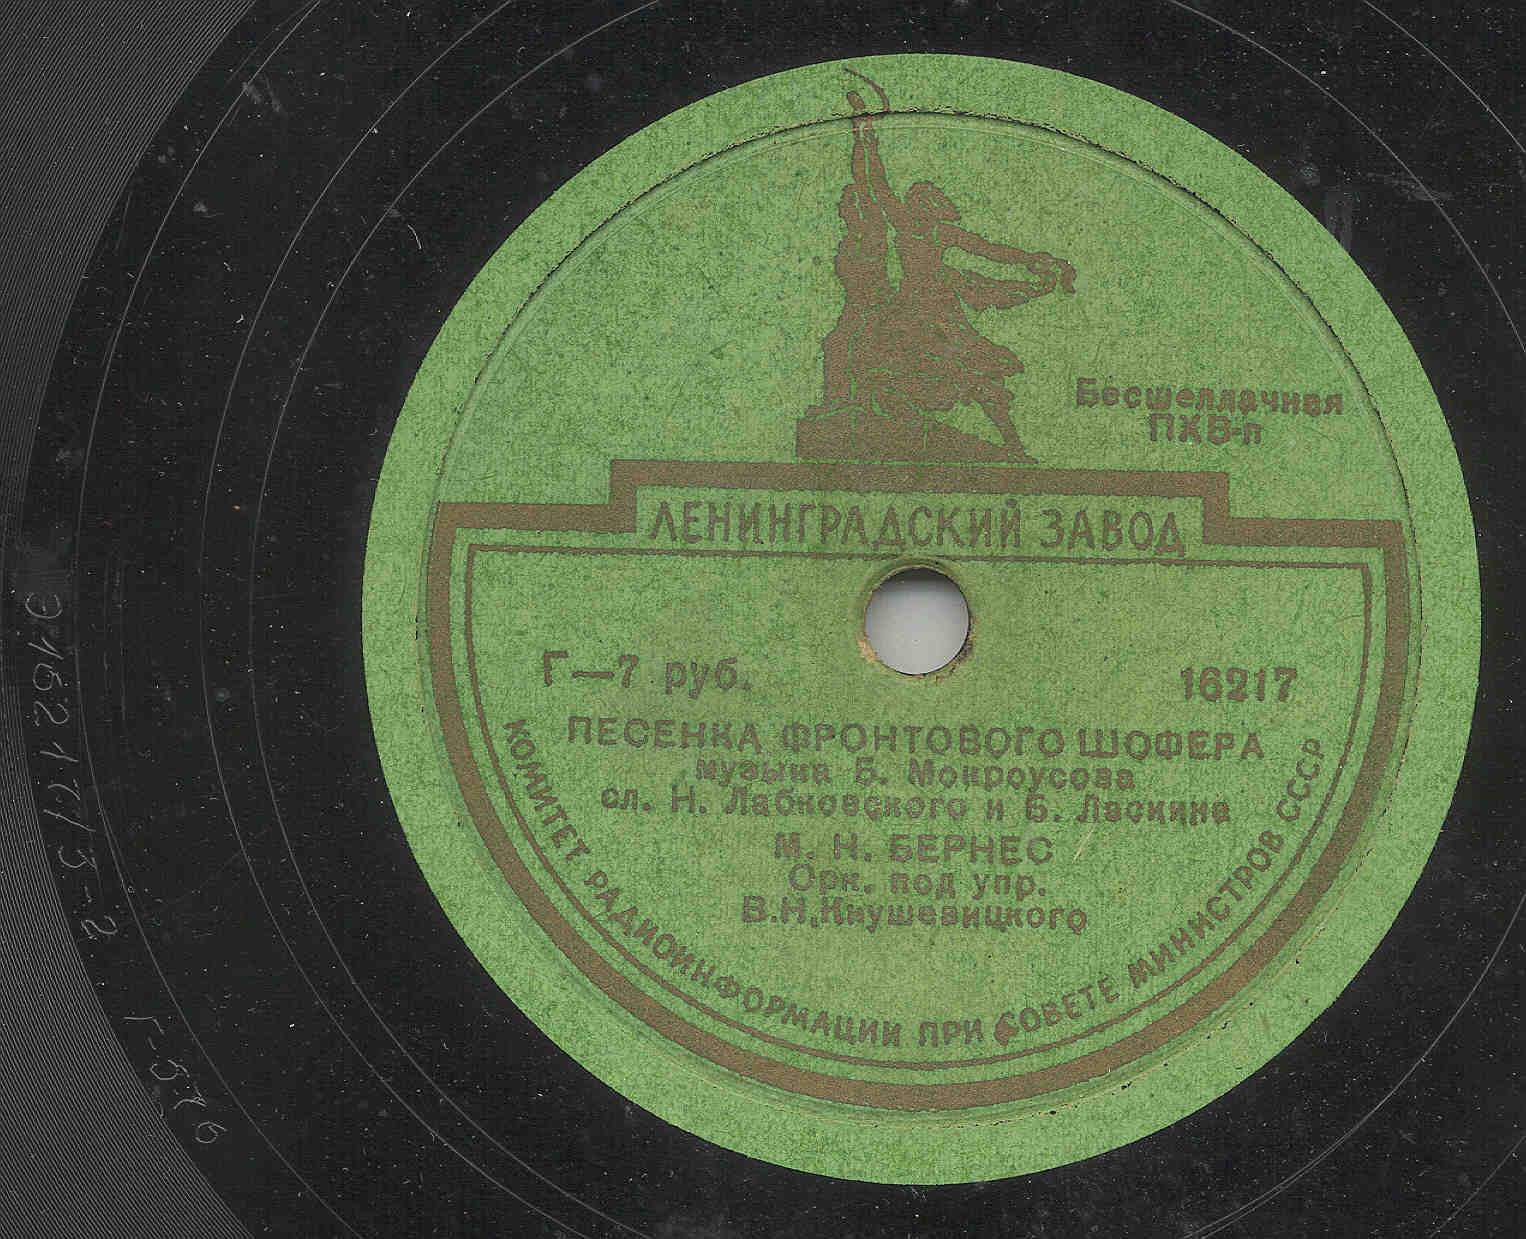 Бесшеллачная
ПХВ-п
ЛЕНИНГРАДСКИЙ ЗАВОД
Г—7 руб.
16217
ПЕСЕНКА ФРОНТОВОГО ШОФЕРА
музыка Б. Мокроусова
сл. Н. Лабковского и Б. Ласкина
М. Н. БЕРНЕС
Орк. под упр.
В.Н.Кнушевицкого
КОМИТЕТ РАДИОИНФОРМАЦИИ ПРИ СОВЕТЕ МИНИСТРОВ СССР